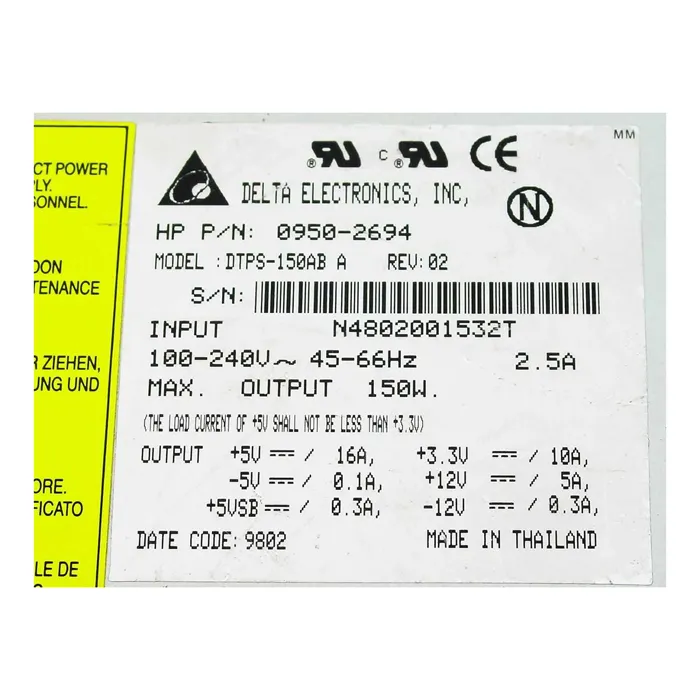 MM
CT POWER
PLY.
SONNEL.
DON
TENANCE
R ZIEHEN,
UNG UND
ORE.
FICATO
LE DE
®RU c ®RU CE
DELTA ELECTRONICS, INC,
N
HP P/N: 0950-2694
MODEL : DTPS-150AB A REV:02
S/N:
INPUT N4802001532T
100-240V~ 45-66Hz 2.5A
MAX. OUTPUT 150W.
(THE LOAD CURRENT OF +5V SHALL NOT BE LESS THAN +3.3V)
OUTPUT +5V ⎓ / 16A, +3.3V ⎓ / 10A,
-5V ⎓ / 0.1A, +12V ⎓ / 5A,
+5VSB ⎓ / 0.3A, -12V ⎓ / 0.3A,
DATE CODE: 9802 MADE IN THAILAND